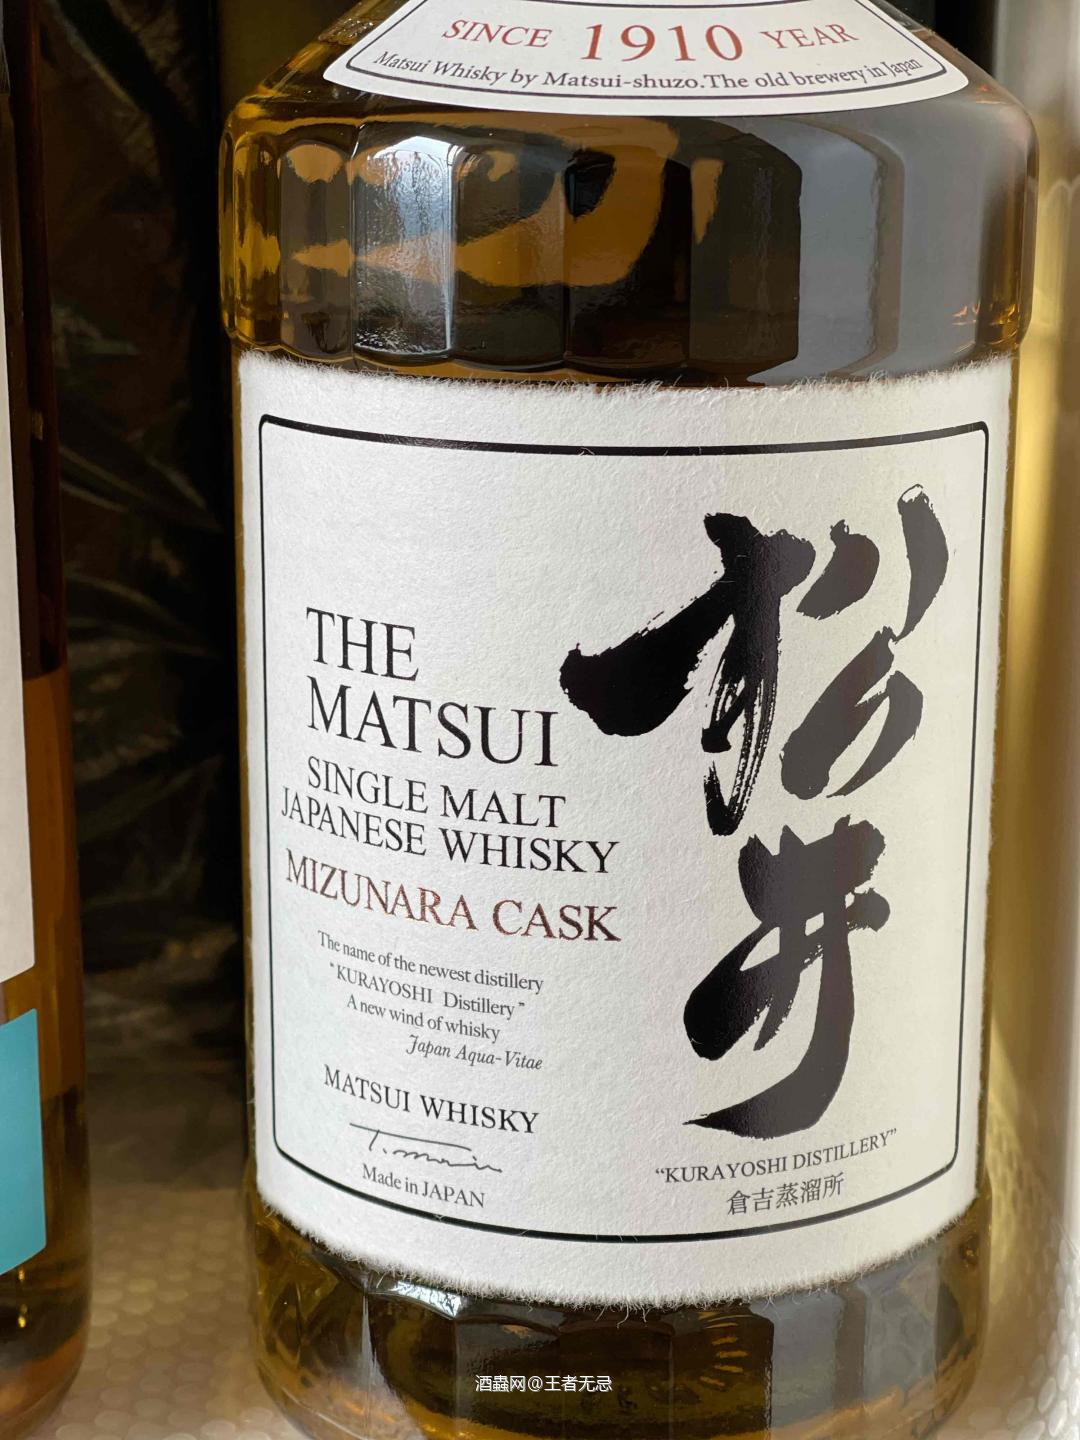 SINCE 1910 YEAR
Matsui Whisky by Matsui-shuzo.The old brewery in Japan
松井
THE
MATSUI
SINGLE MALT
JAPANESE WHISKY
MIZUNARA CASK
The name of the newest distillery
"KURAYOSHI Distillery"
A new wind of whisky
Japan Aqua-Vitae
MATSUI WHISKY
Made in JAPAN
“KURAYOSHI DISTILLERY”
倉吉蒸溜所
酒蟲网@王者无忌